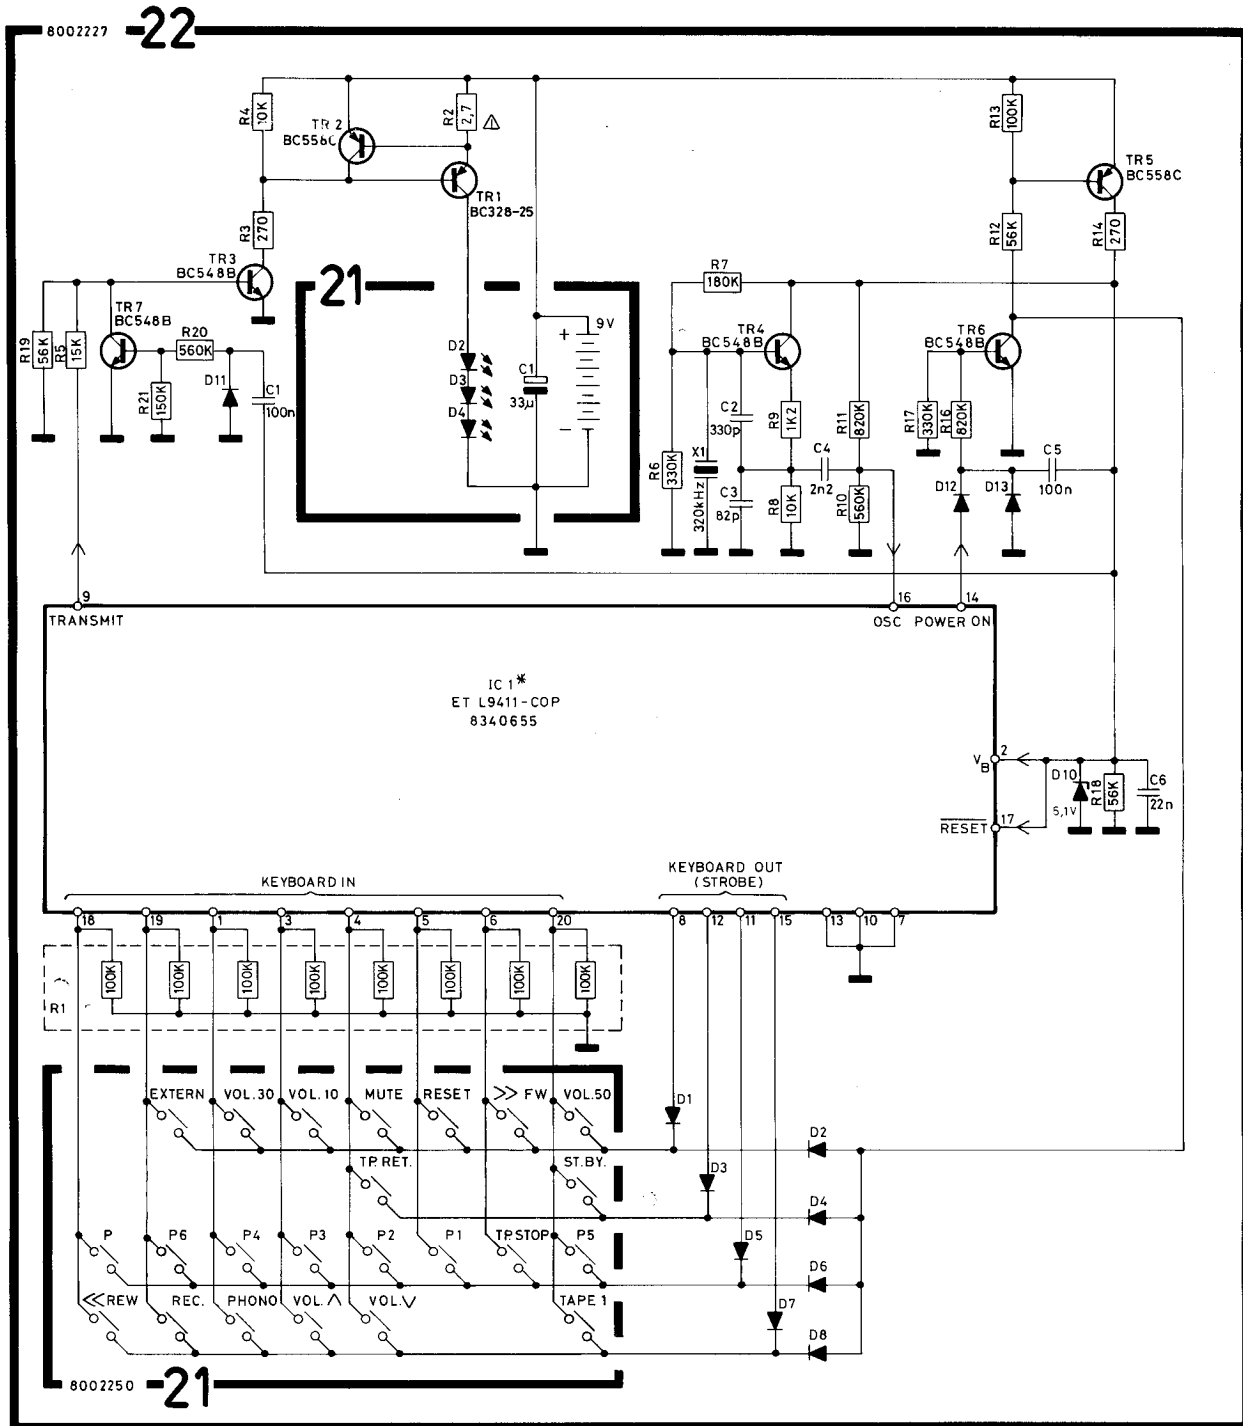 8002227 22
R4 10K
TR2
BC556C
R2 2,7
TR1
BC328-25
R13 100K
TR5
BC558C
R3 270
R12 56K
R14 270
TR3
BC548B
21
R7
180K
TR7
BC548B
R20
560K
R19 56K
R5 15K
R21 150K
D11
C1
100n
D2
D3
D4
C1
33µ
+
9V
−
TR4
BC548B
TR6
BC548B
C2
330p
R9 1K2
R11 820K
R17 330K
R16 820K
R6 330K
X1
320kHz
C3
82p
R8 10K
C4
2n2
R10 560K
D12
D13
C5
100n
9
TRANSMIT
16
OSC
14
POWER ON
IC 1*
ET L9411-COP
8340655
VB
2
RESET
17
D10
5,1V
R18 56K
C6
22n
KEYBOARD IN
KEYBOARD OUT
(STROBE)
18 19 1 3 4 5 6 20 8 12 11 15 13 10 7
R1
100K 100K 100K 100K 100K 100K 100K 100K
EXTERN VOL.30 VOL.10 MUTE RESET >> FW VOL.50
D1
D2
TP.RET. ST.BY.
D3
D4
P P6 P4 P3 P2 P1 TP.STOP P5
D5
D6
<<REW REC. PHONO VOL.∧ VOL.∨ TAPE 1
D7
D8
8002250 21